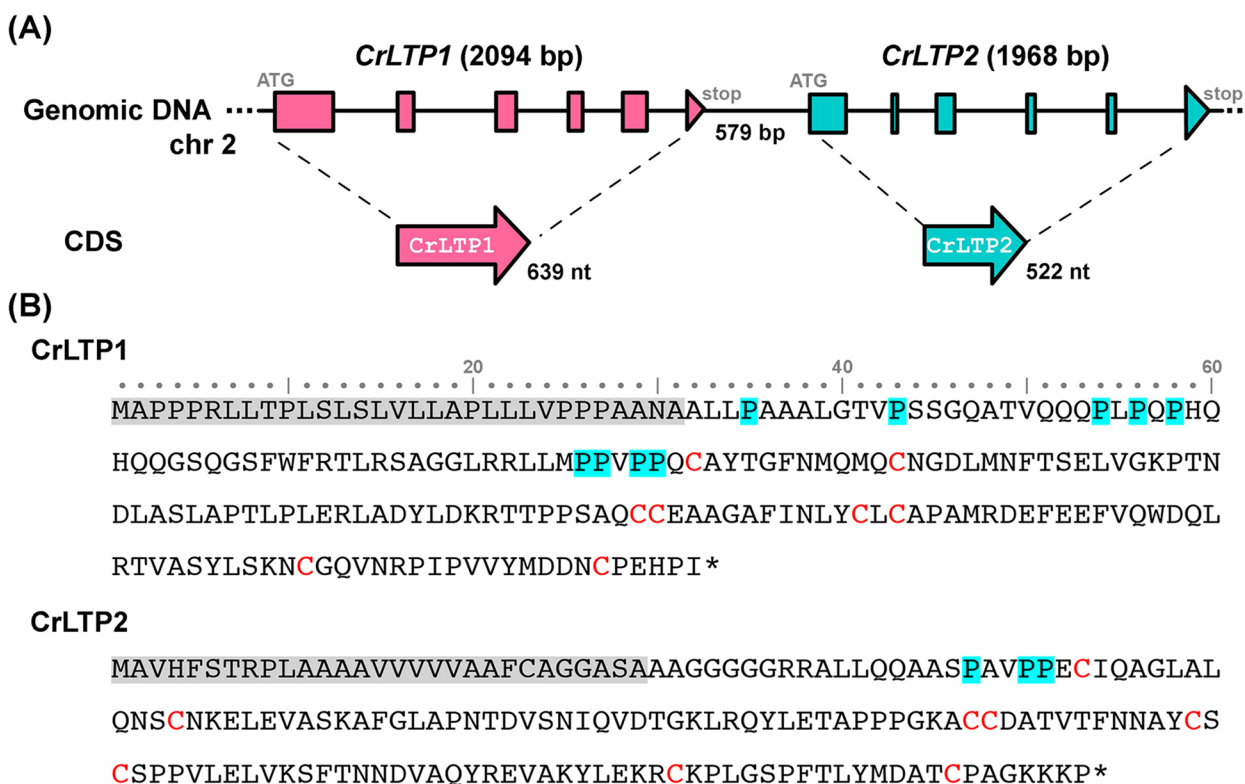 (A)
CrLTP1 (2094 bp)
CrLTP2 (1968 bp)
ATG
ATG
Genomic DNA
stop
stop
chr 2
579 bp
CDS
CrLTP1
CrLTP2
639 nt
522 nt
(B)
CrLTP1
20 40 60
MAPPPRLLTPLSLSLVLLAPLLLVPPPAANAALLPAAALGTVPSSGQATVQQQPLPQPHQ
HQQGSQGSFWFRTLRSAGGLRRLLMPPVPPQCAYTGFNMQMQCNGDLMNFTSELVGKPTN
DLASLAPTLPLERLADYLDKRTTPPSAQCCEAAGAFINLYCLCAPAMRDEFEEFVQWDQL
RTVASYLSKNCGQVNRPIPVVYMDDNCPEHPI*
CrLTP2
MAVHFSTRPLAAAAVVVVVAAFCAGGASAAAGGGGGRRALLQQAASPAVPPECIQAGLAL
QNSCNKELEVASKAFGLAPNTDVSNIQVDTGKLRQYLETAPPPGKACCDATVTFNNAYCS
CSPPVLELVKSFTNNDVAQYREVAKYLEKRCKPLGSPFTLYMDATCPAGKKKP*